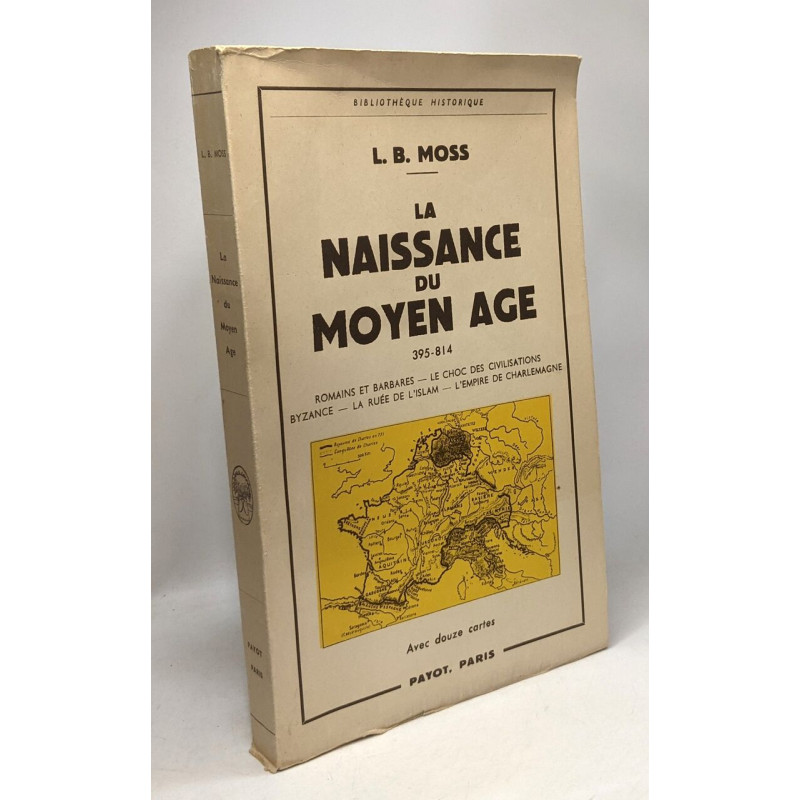 BIBLIOTHÈQUE HISTORIQUE
L. B. MOSS
LA
NAISSANCE
DU
MOYEN AGE
395-814
ROMAINS ET BARBARES — LE CHOC DES CIVILISATIONS
BYZANCE — LA RUÉE DE L'ISLAM — L'EMPIRE DE CHARLEMAGNE
AQUITAIN
Avec douze cartes
PAYOT, PARIS
L. B. MOSS
La
Naissance
du
Moyen
Age
PAYOT
PARIS